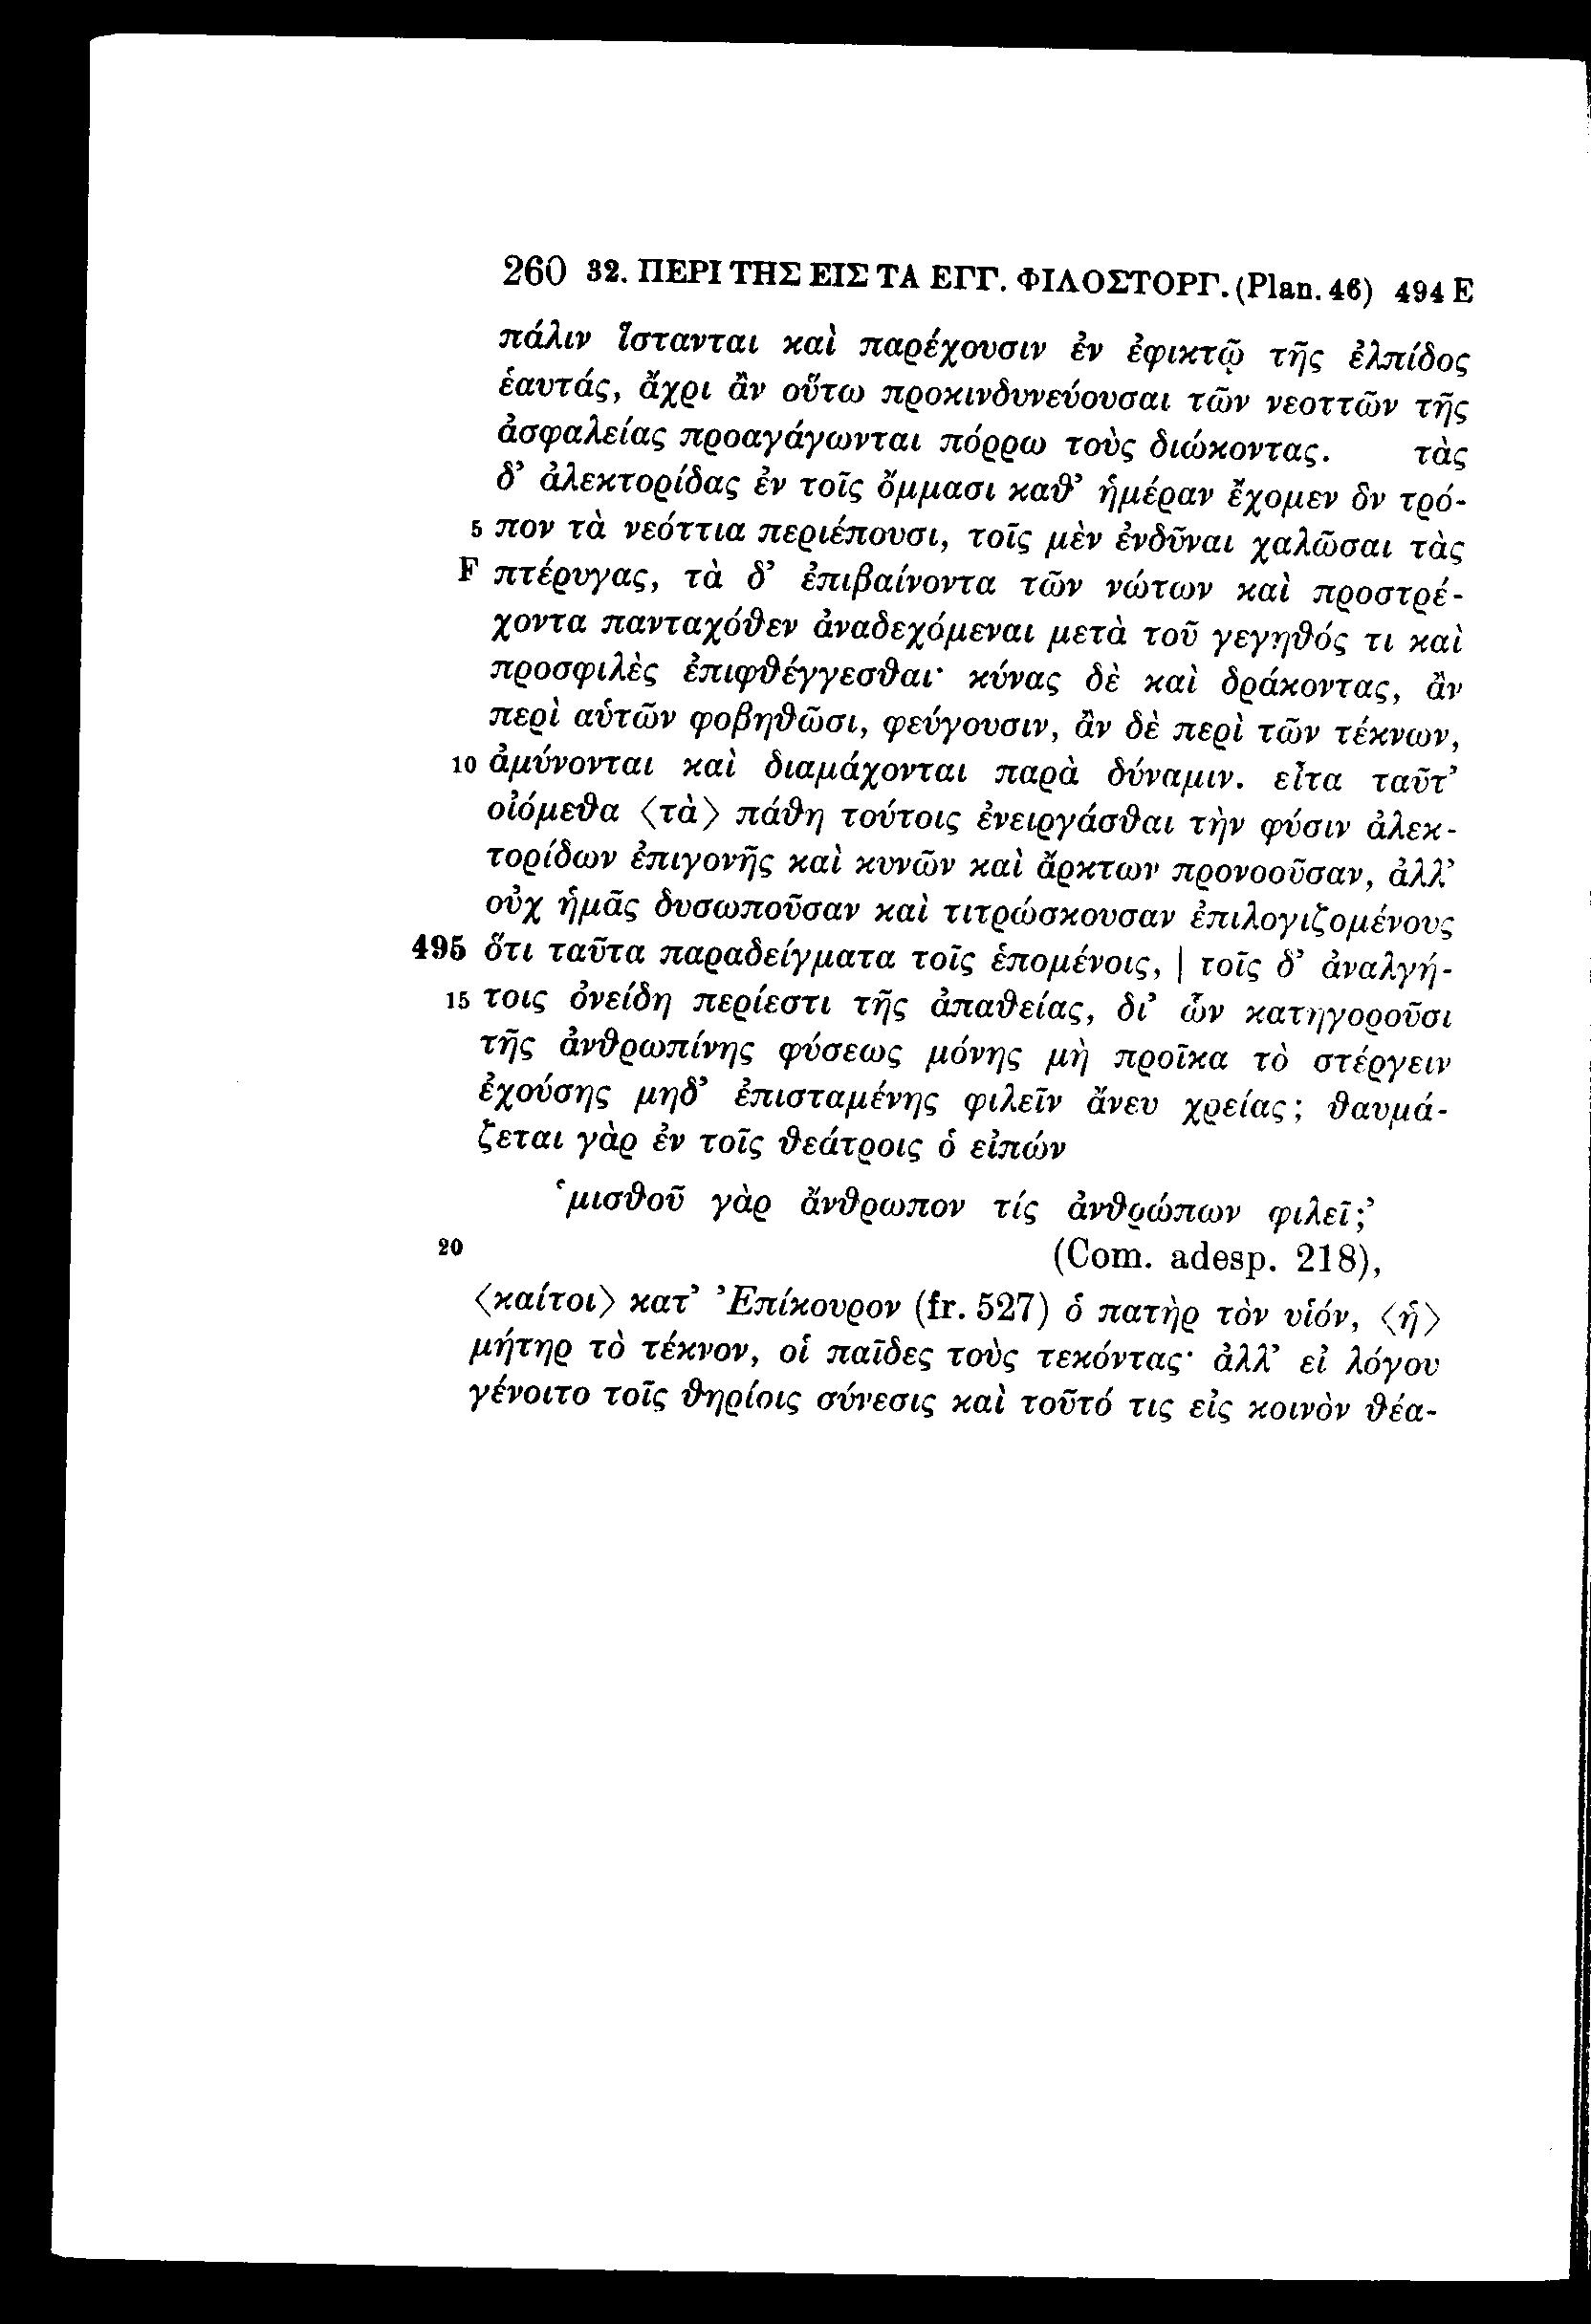 260 32. ΠΕΡΙ ΤΗΣ ΕΙΣ ΤΑ ΕΓΓ. ΦΙΛΟΣΤΟΡΓ. (Plan. 46) 494 E
πάλιν ἵστανται καὶ παρέχουσιν ἐν ἐφικτῷ τῆς ἐλπίδος
ἑαυτάς, ἄχρι ἂν οὕτω προκινδυνεύουσαι τῶν νεοττῶν τῆς
ἀσφαλείας προαγάγωνται πόρρω τοὺς διώκοντας. τὰς
δ’ ἀλεκτορίδας ἐν τοῖς ὄμμασι καθ’ ἡμέραν ἔχομεν ὃν τρό-
5 πον τὰ νεόττια περιέπουσι, τοῖς μὲν ἐνδῦναι χαλῶσαι τὰς
F πτέρυγας, τὰ δ’ ἐπιβαίνοντα τῶν νώτων καὶ προστρέ-
χοντα πανταχόθεν ἀναδεχόμεναι μετὰ τοῦ γεγηθός τι καὶ
προσφιλὲς ἐπιφθέγγεσθαι· κύνας δὲ καὶ δράκοντας, ἂν
περὶ αὑτῶν φοβηθῶσι, φεύγουσιν, ἂν δὲ περὶ τῶν τέκνων,
10 ἀμύνονται καὶ διαμάχονται παρὰ δύναμιν. εἶτα ταῦτ’
οἰόμεθα ⟨τὰ⟩ πάθη τούτοις ἐνειργάσθαι τὴν φύσιν ἀλεκ-
τορίδων ἐπιγονῆς καὶ κυνῶν καὶ ἄρκτων προνοοῦσαν, ἀλλ’
οὐχ ἡμᾶς δυσωποῦσαν καὶ τιτρώσκουσαν ἐπιλογιζομένους
495 ὅτι ταῦτα παραδείγματα τοῖς ἑπομένοις, | τοῖς δ’ ἀναλγή-
15 τοις ὀνείδη περίεστι τῆς ἀπαθείας, δι’ ὧν κατηγοροῦσι
τῆς ἀνθρωπίνης φύσεως μόνης μὴ προῖκα τὸ στέργειν
ἐχούσης μηδ’ ἐπισταμένης φιλεῖν ἄνευ χρείας; θαυμά-
ζεται γὰρ ἐν τοῖς θεάτροις ὁ εἰπών
‘μισθοῦ γὰρ ἄνθρωπον τίς ἀνθρώπων φιλεῖ;’
20 (Com. adesp. 218),
⟨καίτοι⟩ κατ’ Ἐπίκουρον (fr. 527) ὁ πατὴρ τὸν υἱόν, ⟨ἡ⟩
μήτηρ τὸ τέκνον, οἱ παῖδες τοὺς τεκόντας· ἀλλ’ εἰ λόγου
γένοιτο τοῖς θηρίοις σύνεσις καὶ τοῦτό τις εἰς κοινὸν θέα-